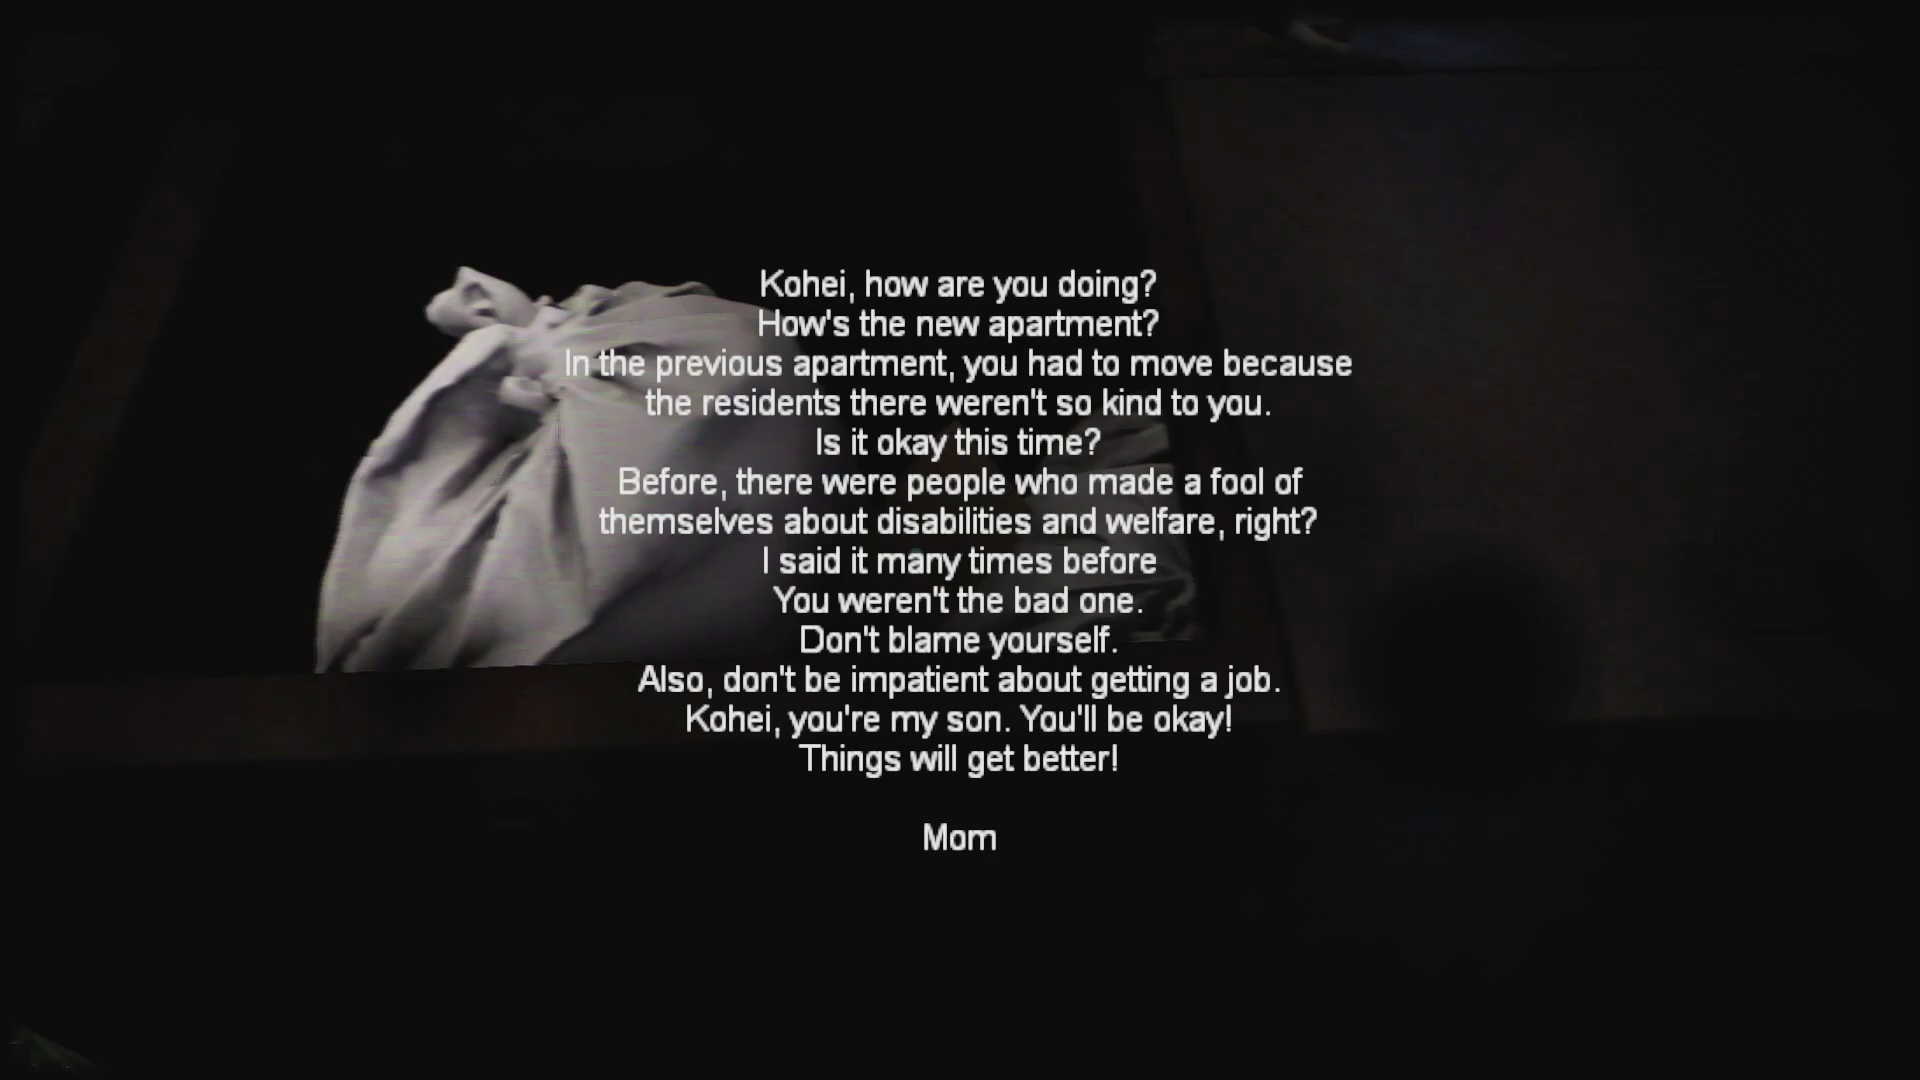 Kohei, how are you doing?
How's the new apartment?
In the previous apartment, you had to move because
the residents there weren't so kind to you.
Is it okay this time?
Before, there were people who made a fool of
themselves about disabilities and welfare, right?
I said it many times before
You weren't the bad one.
Don't blame yourself.
Also, don't be impatient about getting a job.
Kohei, you're my son. You'll be okay!
Things will get better!
Mom